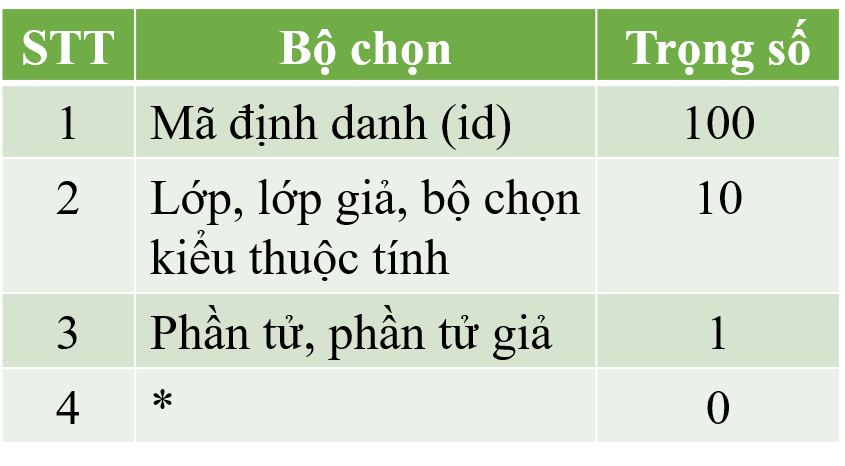 STT Bộ chọn Trọng số
1 Mã định danh (id) 100
2 Lớp, lớp giả, bộ chọn 10
kiểu thuộc tính
3 Phần tử, phần tử giả 1
4 * 0